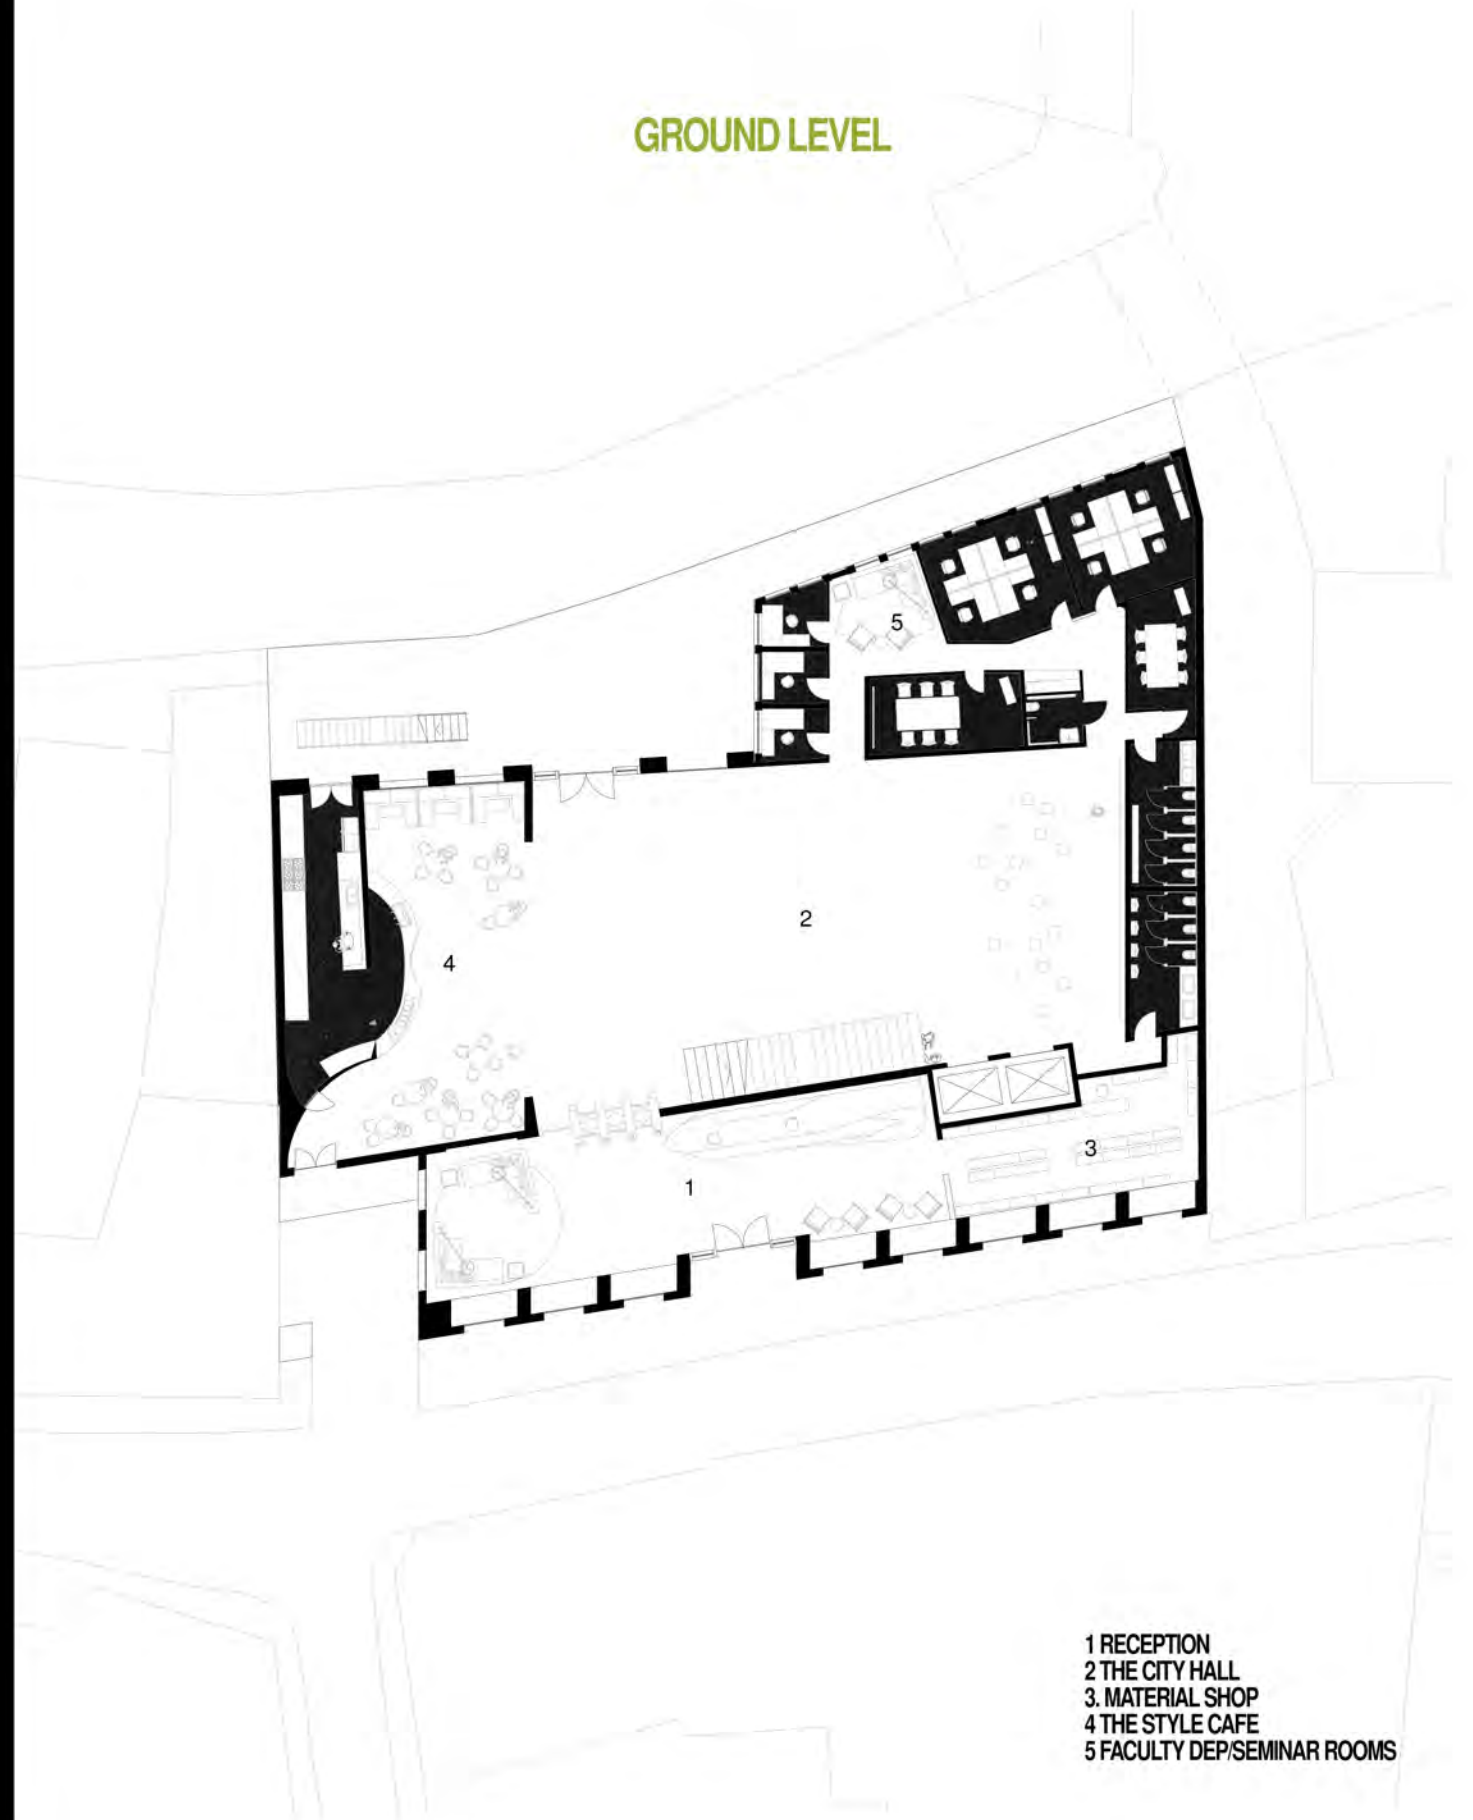 GROUND LEVEL
5
2
4
3
1
1 RECEPTION
2 THE CITY HALL
3. MATERIAL SHOP
4 THE STYLE CAFE
5 FACULTY DEP/SEMINAR ROOMS